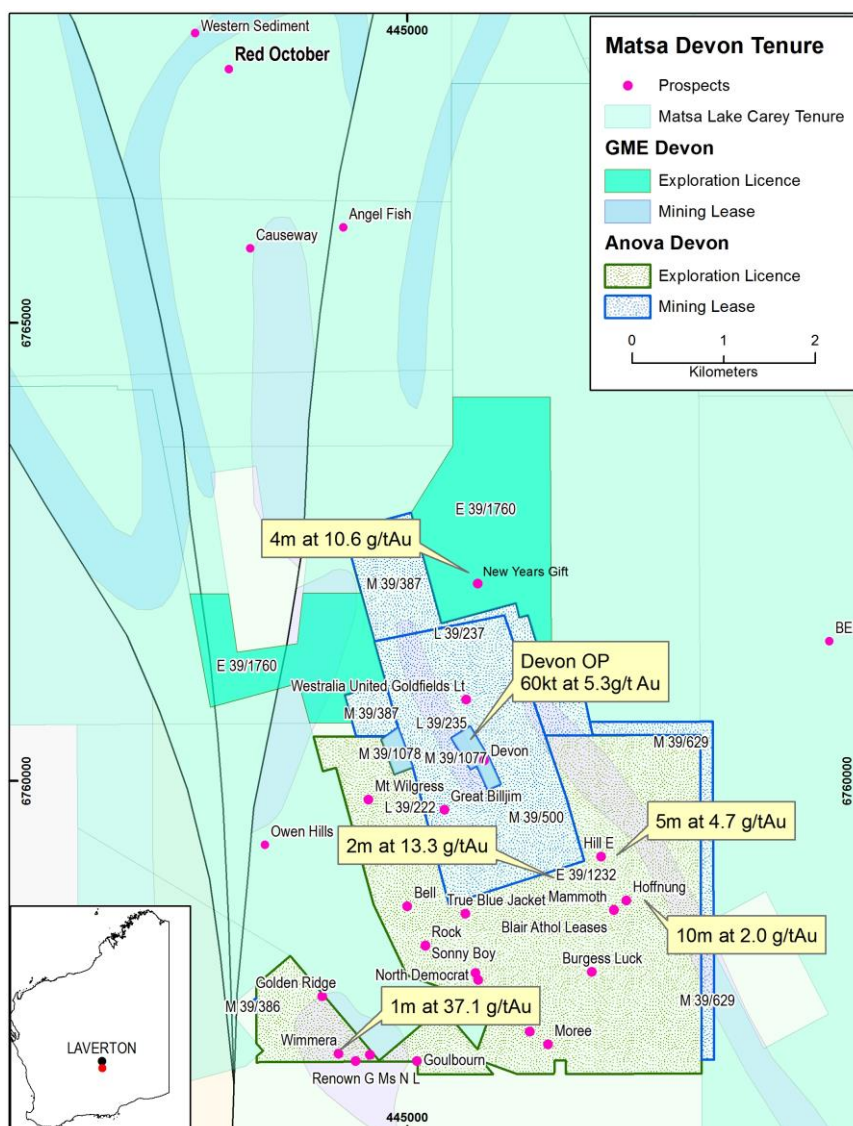 445000
Western Sediment
Red October
Angel Fish
Causeway
6765000
Matsa Devon Tenure
Prospects
Matsa Lake Carey Tenure
GME Devon
Exploration Licence
Mining Lease
Anova Devon
Exploration Licence
Mining Lease
0 1 2
Kilometers
E 39/1760
4m at 10.6 g/tAu
New Years Gift
M 39/387
L 39/237
BE
E 39/1760
Devon OP
60kt at 5.3g/t Au
Westralia United Goldfields Lt
M 39/387
L 39/235
M 39/629
M 39/1078
M 39/1077
Devon
6760000
6760000
Mt Wilgress
L 39/222
Great Billjim
M 39/500
5m at 4.7 g/tAu
Owen Hills
2m at 13.3 g/tAu
Hill E
E 39/1232
Bell
True Blue Jacket
Mammoth
Hoffnung
Blair Athol Leases
10m at 2.0 g/tAu
Rock
Sonny Boy
North Democrat
Burgess Luck
Golden Ridge
M 39/386
1m at 37.1 g/tAu
M 39/629
Wimmera
Moree
Goulbourn
Renown G Ms N L
LAVERTON
445000